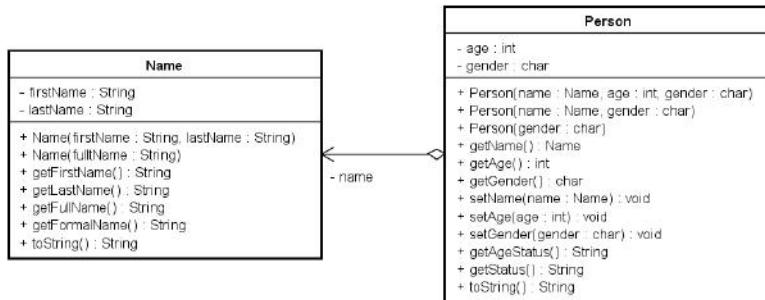 Name
- firstName : String
- lastName : String
+ Name(firstName : String, lastName : String)
+ Name(fulltName : String)
+ getFirstName() : String
+ getLastName() : String
+ getFullName() : String
+ getFormalName() : String
+ toString() : String
- name
Person
- age : int
- gender : char
+ Person(name : Name, age : int, gender : char)
+ Person(name : Name, gender : char)
+ Person(gender : char)
+ getName() : Name
+ getAge() : int
+ getGender() : char
+ setName(name : Name) : void
+ setAge(age : int) : void
+ setGender(gender : char) : void
+ getAgeStatus() : String
+ getStatus() : String
+ toString() : String